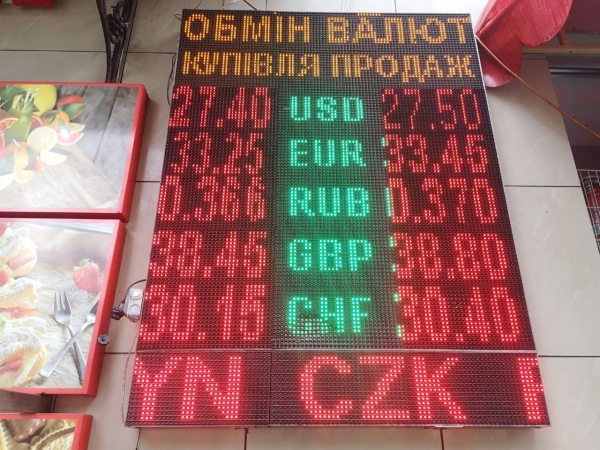 ОБМІН ВАЛЮТ
КУПІВЛЯ ПРОДАЖ
27.40 USD 27.50
33.25 EUR 33.45
0.366 RUB 0.370
38.45 GBP 38.80
30.15 CHF 30.40
YN CZK